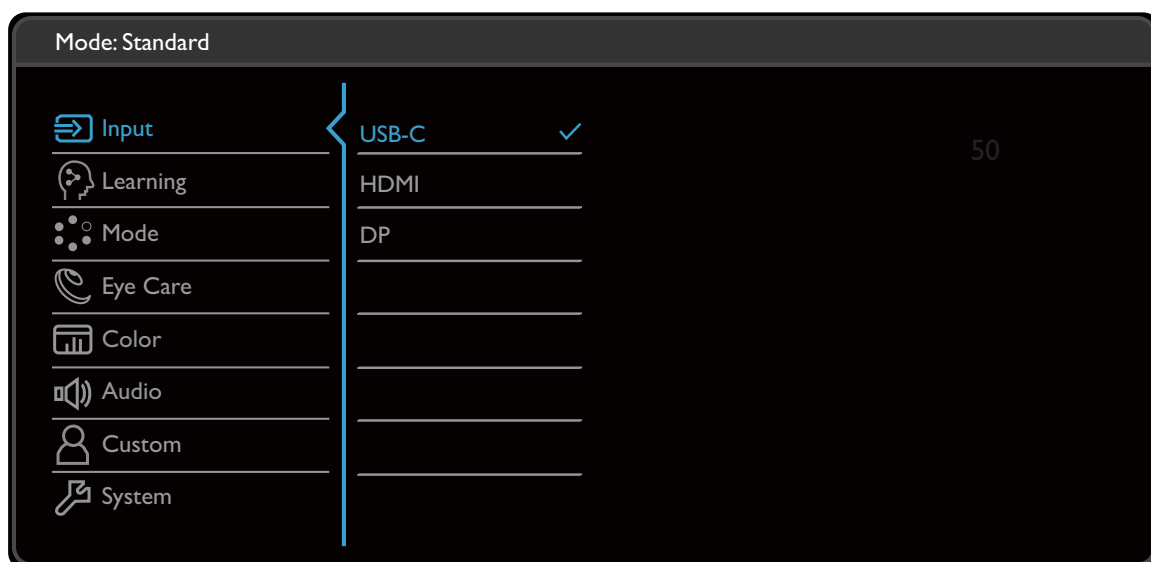 Mode: Standard
Input
Learning
Mode
Eye Care
Color
Audio
Custom
System
USB-C
HDMI
DP
50